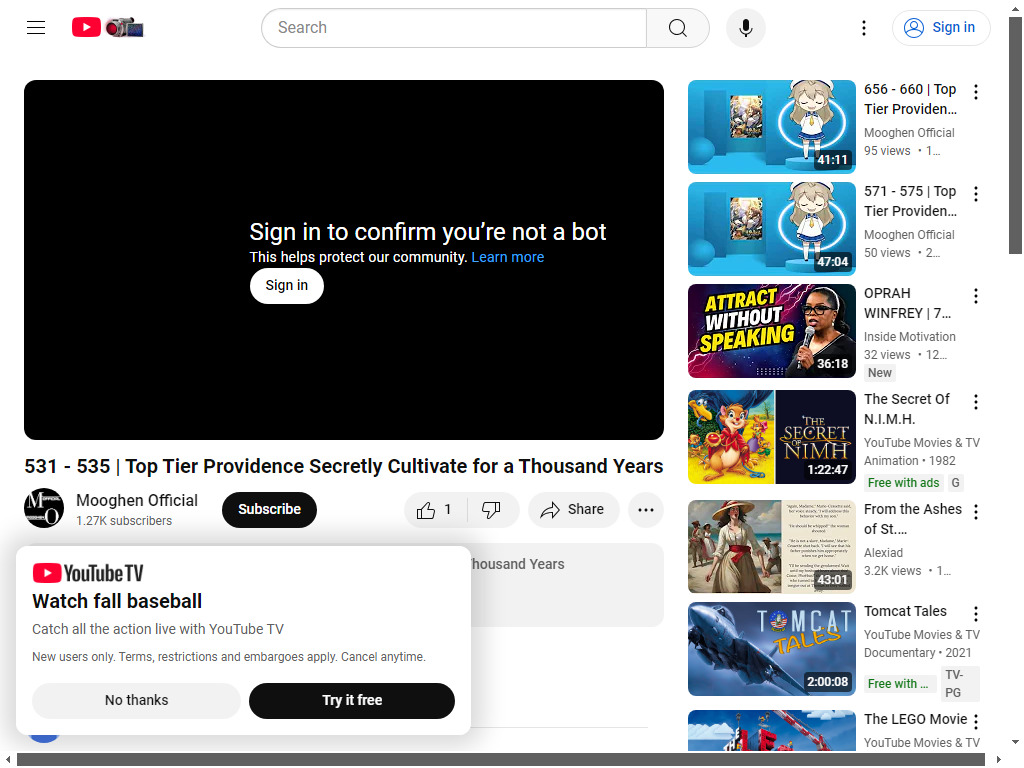 Search
Sign in
Sign in to confirm you’re not a bot
This helps protect our community. Learn more
Sign in
531 - 535 | Top Tier Providence Secretly Cultivate for a Thousand Years
Mooghen Official
1.27K subscribers
Subscribe
1
Share
Thousand Years
YouTube TV
Watch fall baseball
Catch all the action live with YouTube TV
New users only. Terms, restrictions and embargoes apply. Cancel anytime.
No thanks
Try it free
41:11
656 - 660 | Top
Tier Providen...
Mooghen Official
95 views • 1...
47:04
571 - 575 | Top
Tier Providen...
Mooghen Official
50 views • 2...
ATTRACT
WITHOUT
SPEAKING
36:18
OPRAH
WINFREY | 7...
Inside Motivation
32 views • 12...
New
THE
SECRET
OF
NIMH
1:22:47
The Secret Of
N.I.M.H.
YouTube Movies & TV
Animation • 1982
Free with ads
G
43:01
From the Ashes
of St....
Alexiad
3.2K views • 1...
TOMCAT
TALES
2:00:08
Tomcat Tales
YouTube Movies & TV
Documentary • 2021
Free with ...
TV-
PG
The LEGO Movie
YouTube Movies & TV